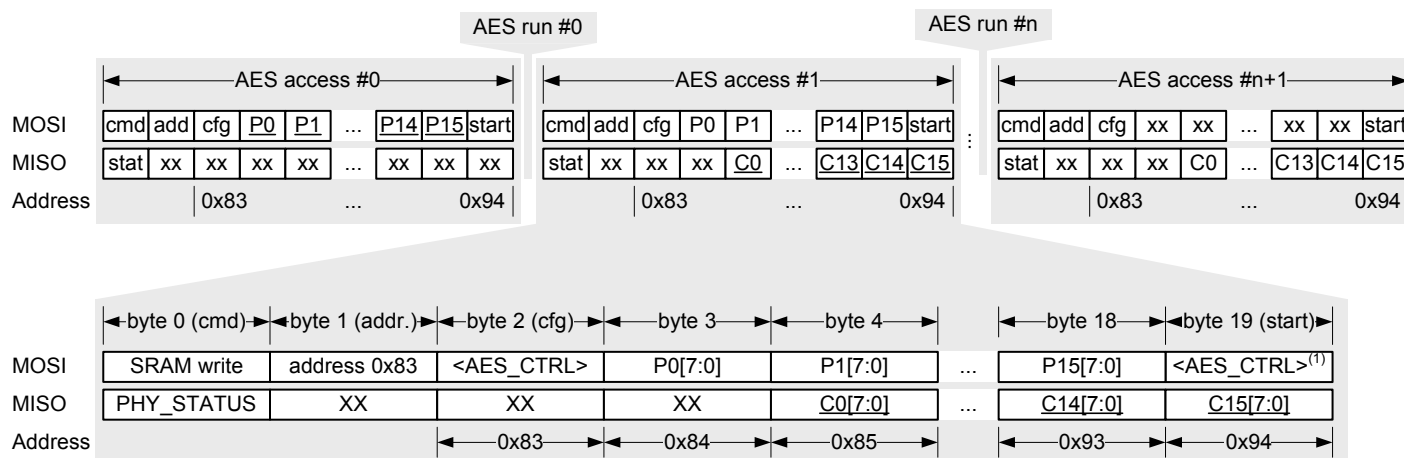 AES run #0 AES run #n
AES access #0 AES access #1 AES access #n+1
MOSI cmd add cfg P0 P1 ... P14 P15 start cmd add cfg P0 P1 ... P14 P15 start cmd add cfg xx xx ... xx xx start
MISO stat xx xx xx xx ... xx xx xx stat xx xx xx C0 ... C13 C14 C15 ... stat xx xx xx C0 ... C13 C14 C15
Address 0x83 ... 0x94 0x83 ... 0x94 0x83 ... 0x94
byte 0 (cmd) byte 1 (addr.) byte 2 (cfg) byte 3 byte 4 byte 18 byte 19 (start)
MOSI SRAM write address 0x83 <AES_CTRL> P0[7:0] P1[7:0] ... P15[7:0] <AES_CTRL>(1)
MISO PHY_STATUS XX XX XX C0[7:0] ... C14[7:0] C15[7:0]
Address 0x83 0x84 0x85 0x93 0x94